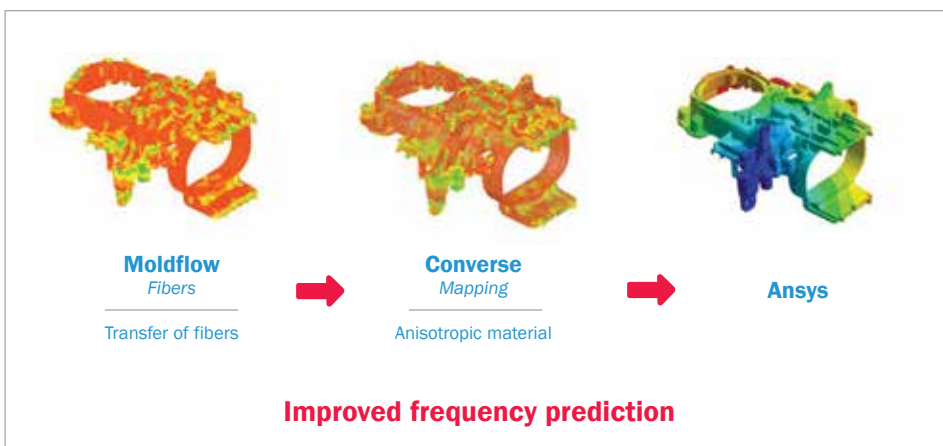 Moldflow
Fibers
Transfer of fibers
Converse
Mapping
Anisotropic material
Ansys
Improved frequency prediction